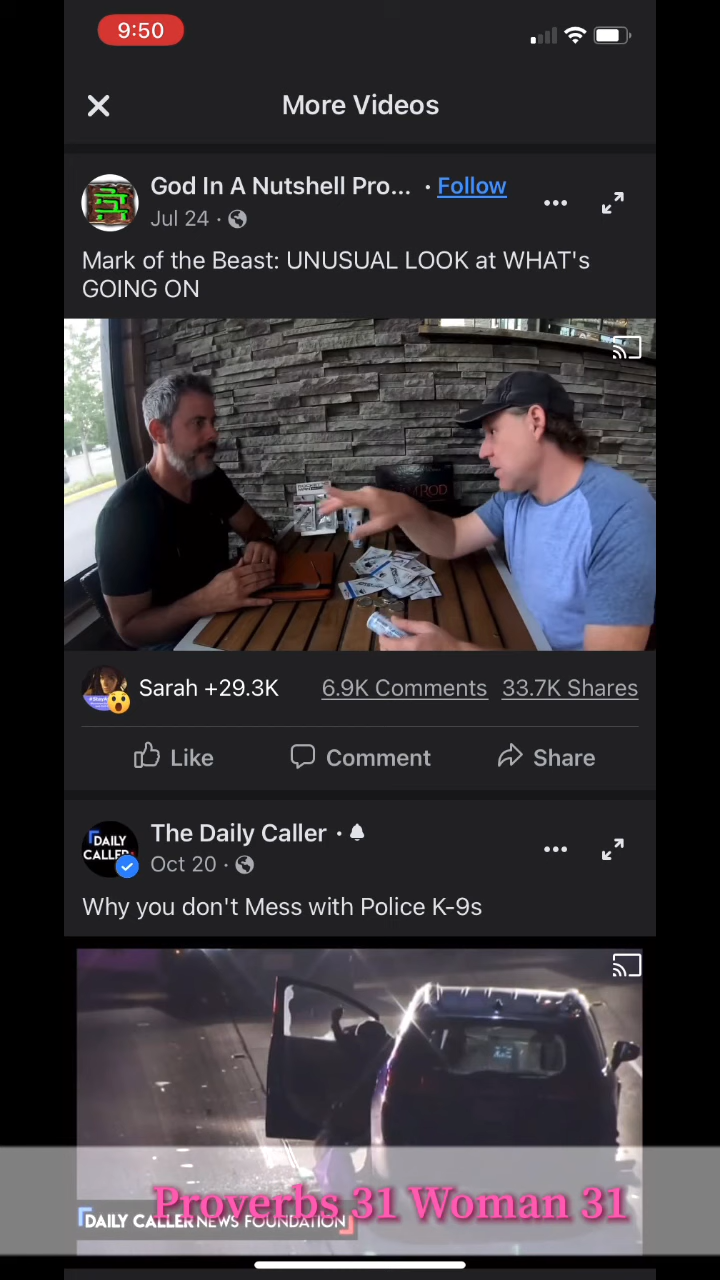 9:50
More Videos
God In A Nutshell Pro... · Follow
Jul 24 ·
Mark of the Beast: UNUSUAL LOOK at WHAT's
GOING ON
Sarah +29.3K
6.9K Comments 33.7K Shares
Like Comment Share
DAILY
CALLER
The Daily Caller ·
Oct 20 ·
Why you don't Mess with Police K-9s
Proverbs 31 Woman 31
DAILY CALLER NEWS FOUNDATION